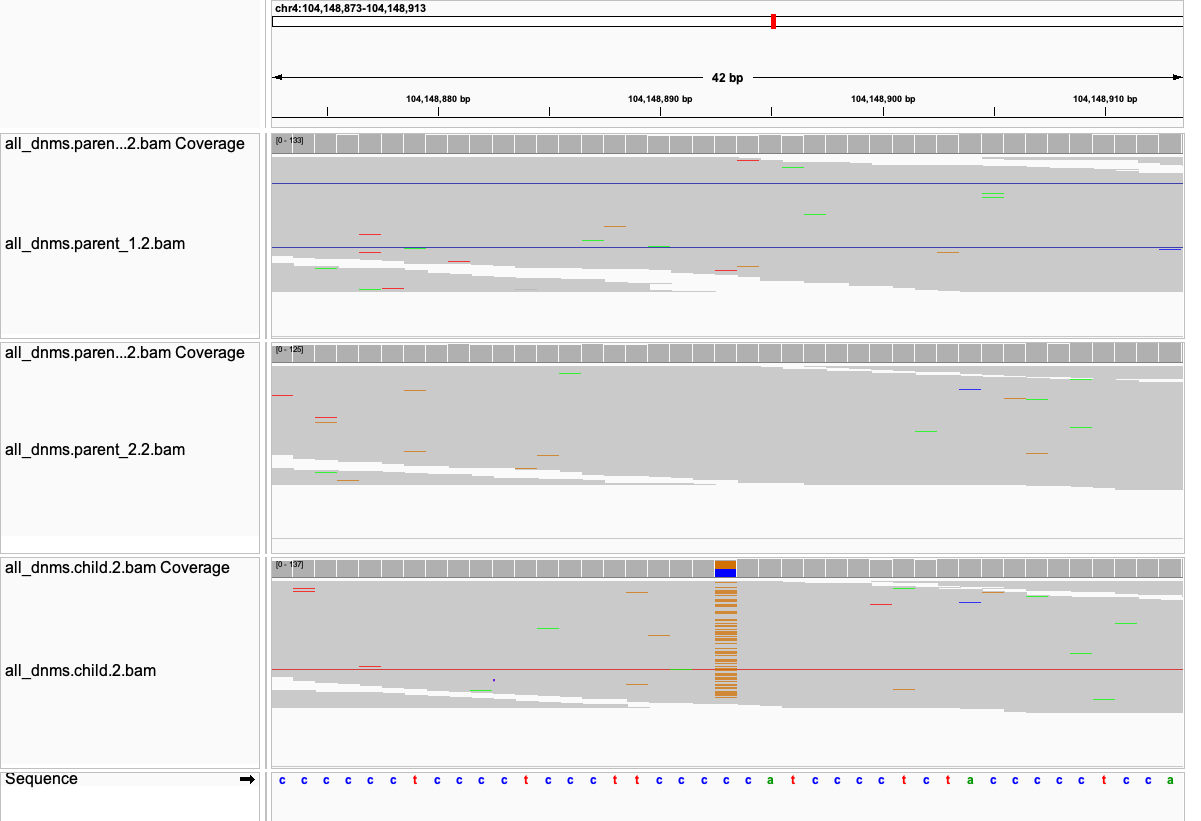 chr4:104,148,873-104,148,913
42 bp
104,148,880 bp 104,148,890 bp 104,148,900 bp 104,148,910 bp
all_dnms.paren...2.bam Coverage
[0 - 133]
all_dnms.parent_1.2.bam
all_dnms.paren...2.bam Coverage
[0 - 125]
all_dnms.parent_2.2.bam
all_dnms.child.2.bam Coverage
[0 - 137]
all_dnms.child.2.bam
Sequence c c c c c c t c c c c t c c c t t c c c c c a t c c c c t c t a c c c c c t c c a